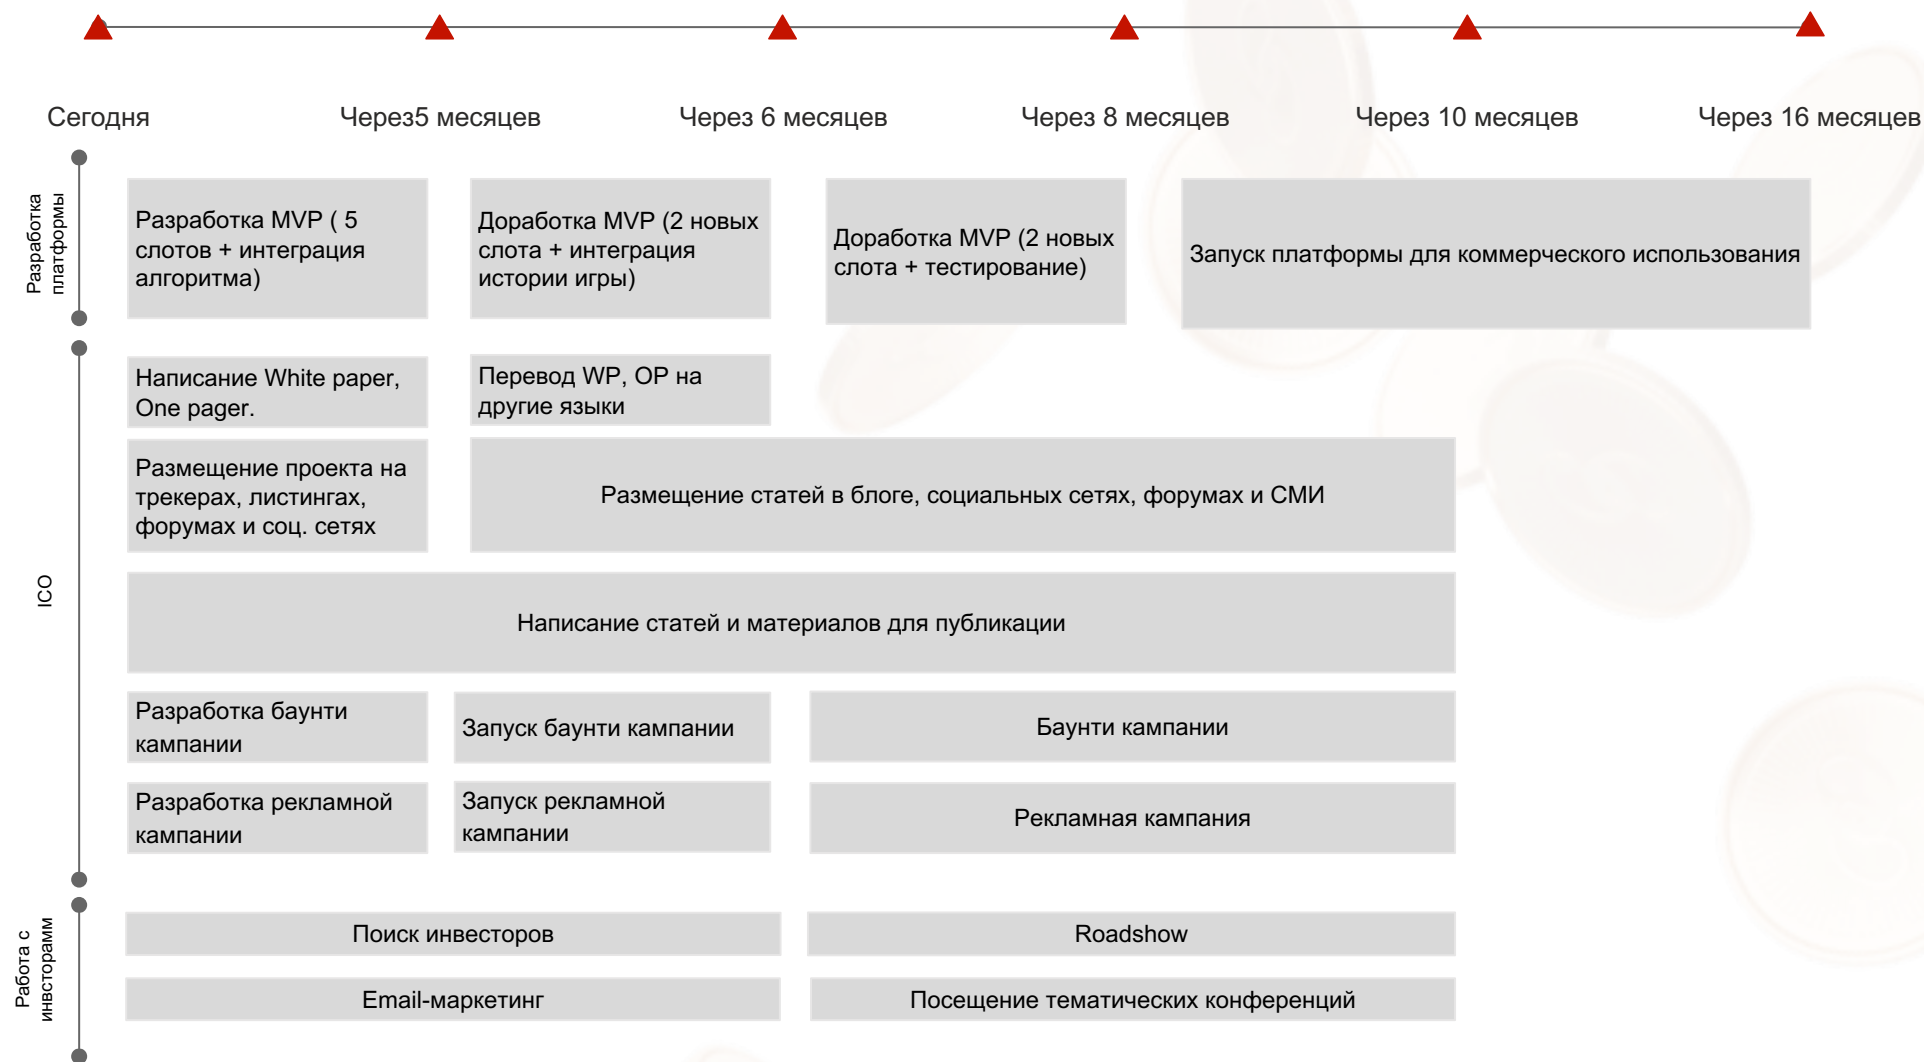 Сегодня
Через5 месяцев
Через 6 месяцев
Через 8 месяцев
Через 10 месяцев
Через 16 месяцев
Разработка
платформы
Разработка MVP ( 5
слотов + интеграция
алгоритма)
Доработка MVP (2 новых
слота + интеграция
истории игры)
Доработка MVP (2 новых
слота + тестирование)
Запуск платформы для коммерческого использования
ICO
Написание White paper,
One pager.
Перевод WP, OP на
другие языки
Размещение проекта на
трекерах, листингах,
форумах и соц. сетях
Размещение статей в блоге, социальных сетях, форумах и СМИ
Написание статей и материалов для публикации
Разработка баунти
кампании
Запуск баунти кампании
Баунти кампании
Разработка рекламной
кампании
Запуск рекламной
кампании
Рекламная кампания
Работа с
инвсторамм
Поиск инвесторов
Roadshow
Email-маркетинг
Посещение тематических конференций